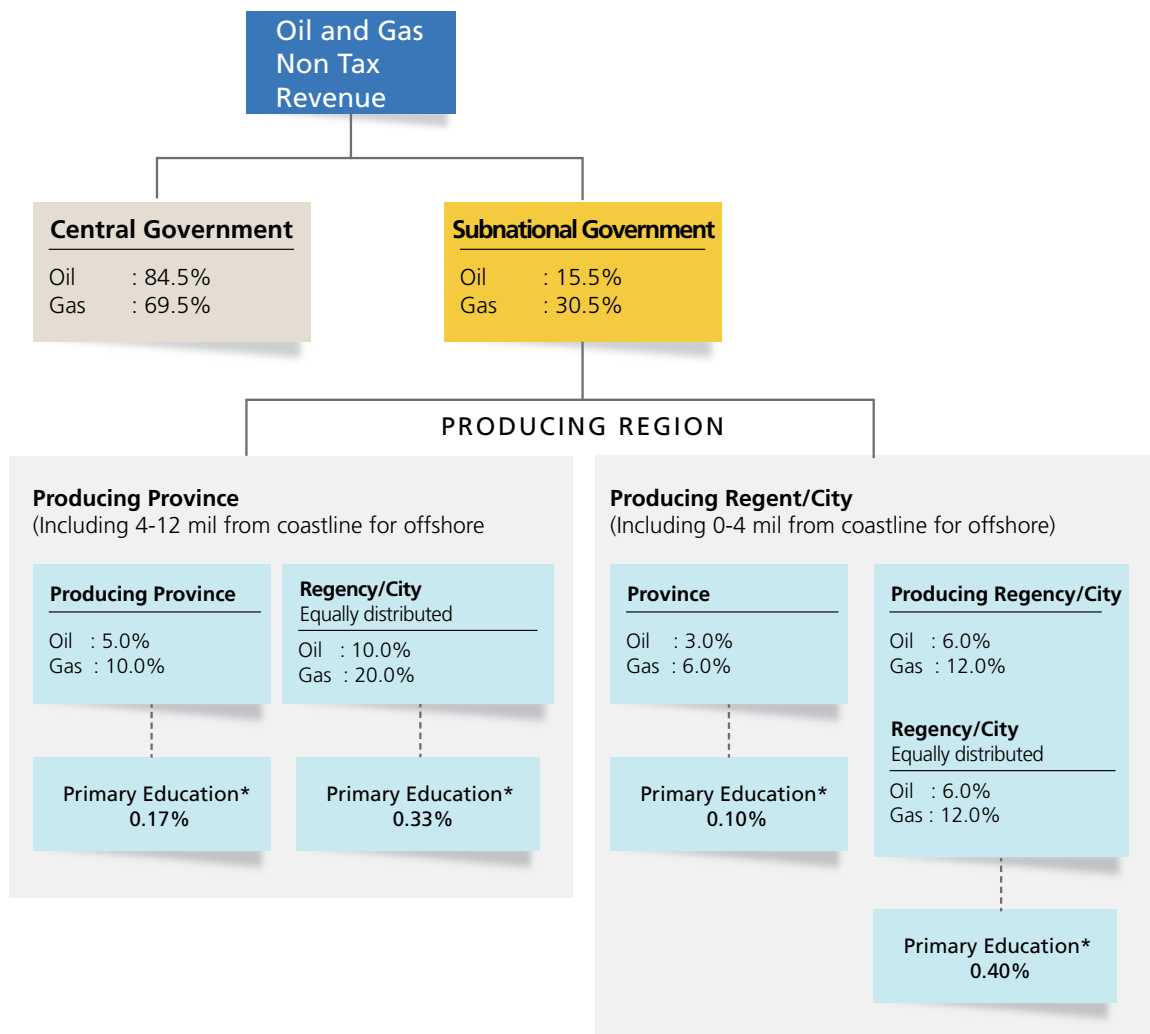 Oil and Gas
Non Tax
Revenue
Central Government
Oil : 84.5%
Gas : 69.5%
Subnational Government
Oil : 15.5%
Gas : 30.5%
PRODUCING REGION
Producing Province
(Including 4-12 mil from coastline for offshore
Producing Province
Oil : 5.0%
Gas : 10.0%
Regency/City
Equally distributed
Oil : 10.0%
Gas : 20.0%
Primary Education*
0.17%
Primary Education*
0.33%
Producing Regent/City
(Including 0-4 mil from coastline for offshore)
Province
Oil : 3.0%
Gas : 6.0%
Producing Regency/City
Oil : 6.0%
Gas : 12.0%
Regency/City
Equally distributed
Oil : 6.0%
Gas : 12.0%
Primary Education*
0.10%
Primary Education*
0.40%